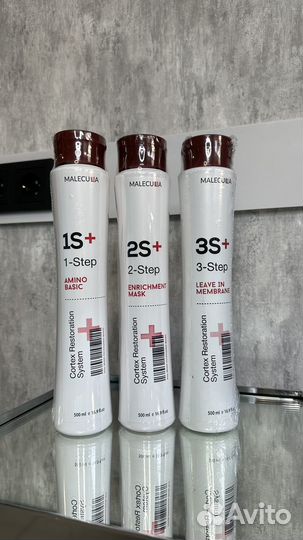 MALECULA
1S+
1-Step
AMINO
BASIC
Cortex Restoration
System
500 ml ℮ 16.9 fl.oz
MALECULA
2S+
2-Step
ENRICHMENT
MASK
Cortex Restoration
System
500 ml ℮ 16.9 fl.oz
MALECULA
3S+
3-Step
LEAVE IN
MEMBRANE
Cortex Restoration
System
500 ml ℮ 16.9 fl.oz
Avito